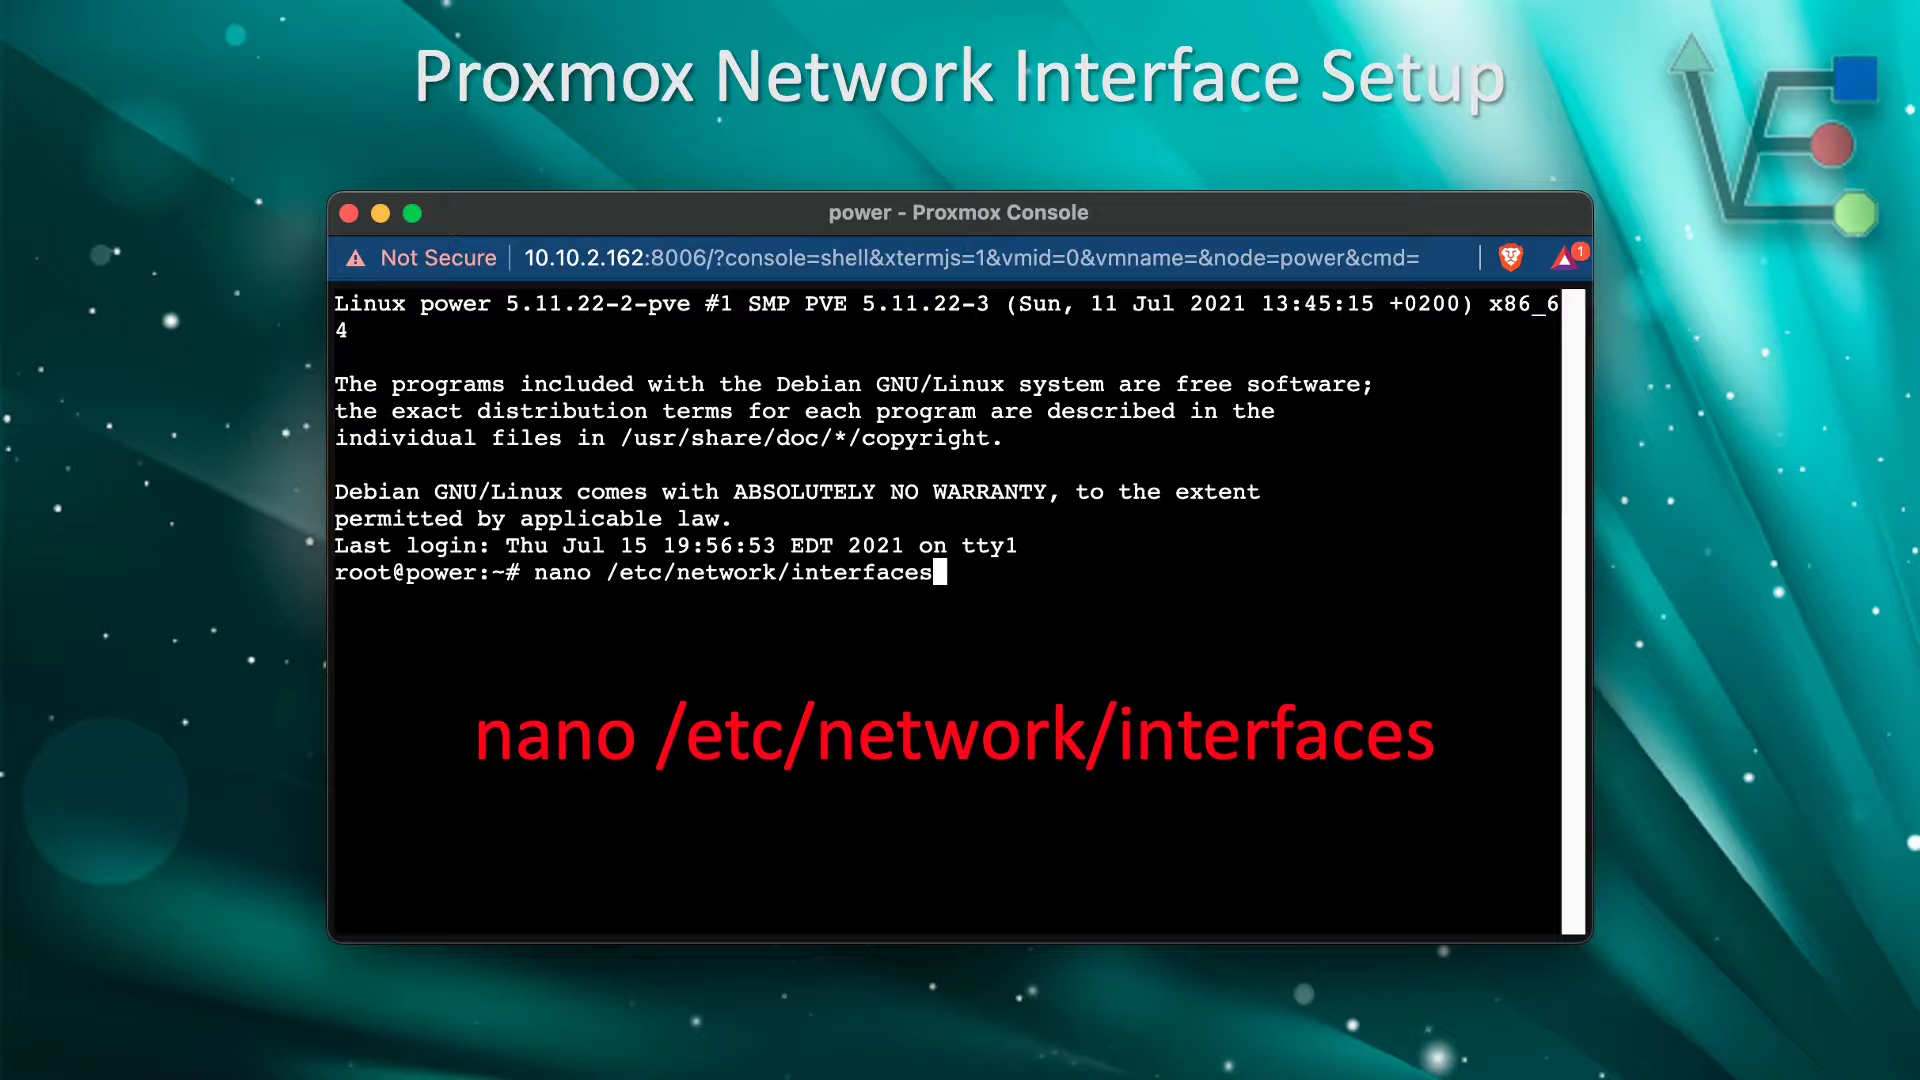 Proxmox Network Interface Setup
power - Proxmox Console
Not Secure | 10.10.2.162:8006/?console=shell&xtermjs=1&vmid=0&vmname=&node=power&cmd=
1
Linux power 5.11.22-2-pve #1 SMP PVE 5.11.22-3 (Sun, 11 Jul 2021 13:45:15 +0200) x86_6
4
The programs included with the Debian GNU/Linux system are free software;
the exact distribution terms for each program are described in the
individual files in /usr/share/doc/*/copyright.
Debian GNU/Linux comes with ABSOLUTELY NO WARRANTY, to the extent
permitted by applicable law.
Last login: Thu Jul 15 19:56:53 EDT 2021 on tty1
root@power:~# nano /etc/network/interfaces
nano /etc/network/interfaces